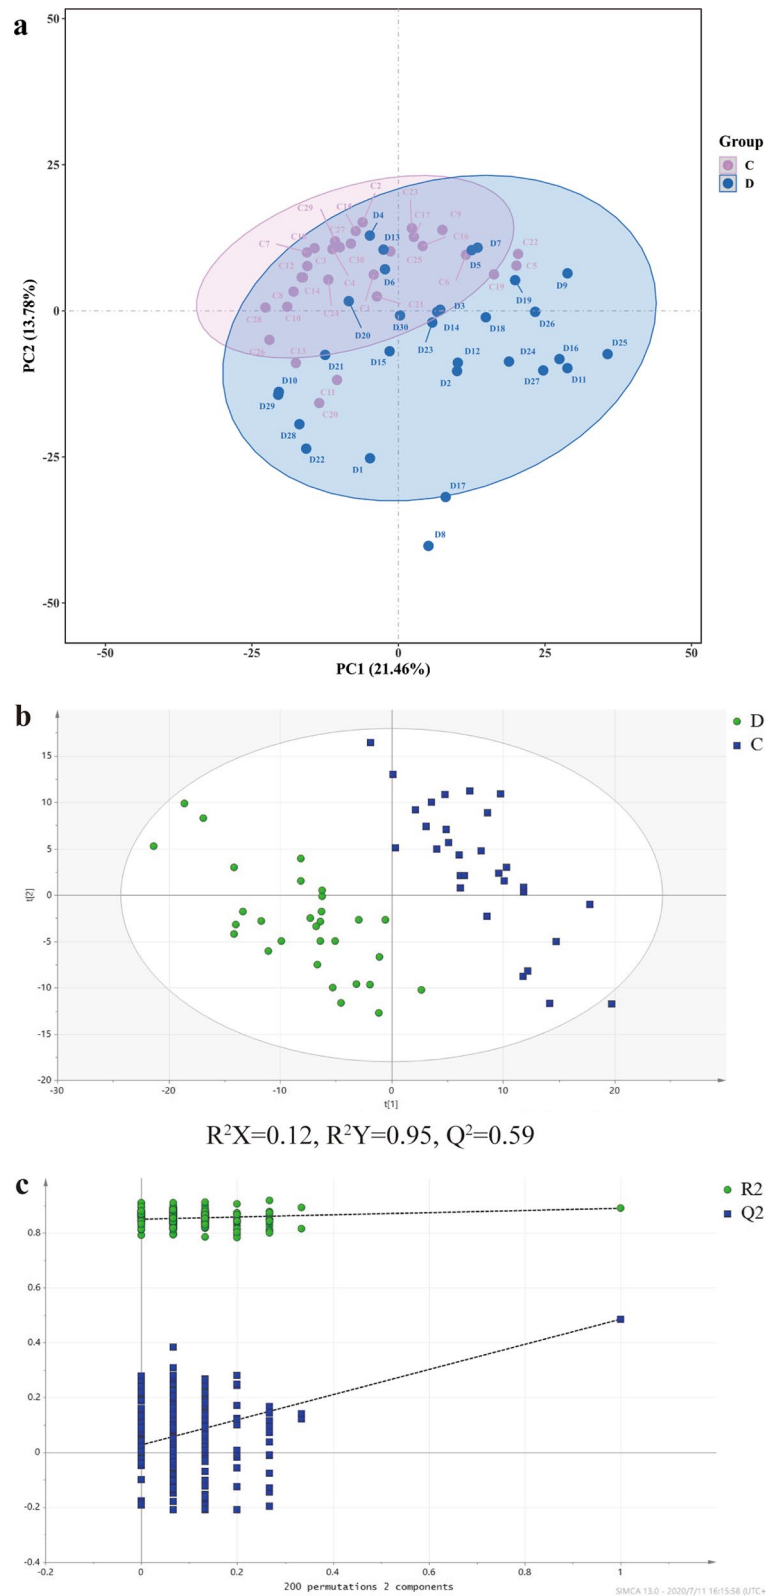 a
50
25
0
-25
-50
PC2 (13.78%)
-50
-25
0
25
50
PC1 (21.46%)
Group
C
D
C2
C23
C29
D4
C17
C9
C7
C27
D13
C16
D7
C22
C12
C3
C30
C25
D5
C5
C4
D6
C6
C19
D9
C8
C14
C1
C21
D3
D19
C28
C10
C24
D20
D30
D14
D18
D26
C26
C13
D21
D15
D23
D12
D24
D16
D25
D10
C11
D2
D27
D11
D29
C20
D28
D22
D1
D17
D8
b
D
C
15
10
5
0
-5
-10
-15
-20
t[2]
-30
-20
-10
0
10
20
t[1]
R²X=0.12, R²Y=0.95, Q²=0.59
c
R2
Q2
0.8
0.6
0.4
0.2
0
-0.2
-0.4
-0.2
0
0.2
0.4
0.6
0.8
1
1.2
200 permutations 2 components
SIMCA 13.0 - 2020/7/11 16:15:58 (UTC+